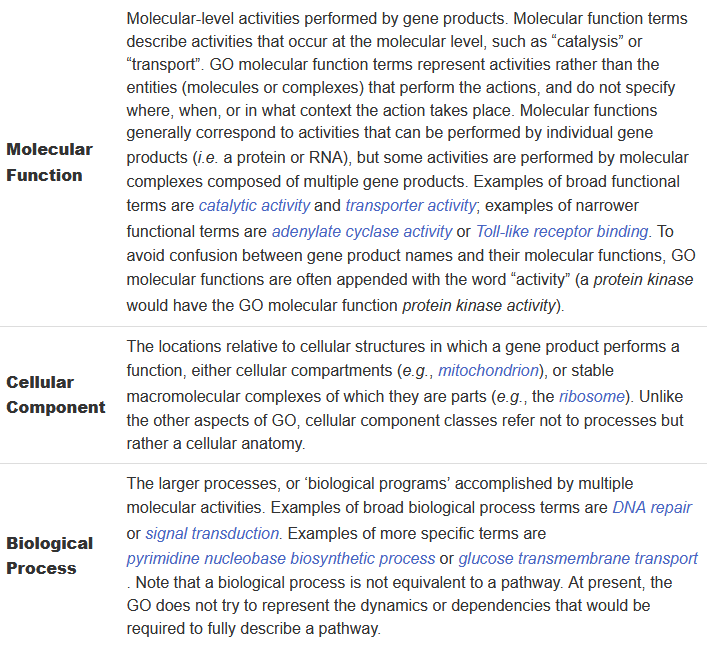 Molecular-level activities performed by gene products. Molecular function terms
describe activities that occur at the molecular level, such as “catalysis” or
“transport”. GO molecular function terms represent activities rather than the
entities (molecules or complexes) that perform the actions, and do not specify
where, when, or in what context the action takes place. Molecular functions
Molecular
generally correspond to activities that can be performed by individual gene
Function
products (i.e. a protein or RNA), but some activities are performed by molecular
complexes composed of multiple gene products. Examples of broad functional
terms are catalytic activity and transporter activity; examples of narrower
functional terms are adenylate cyclase activity or Toll-like receptor binding. To
avoid confusion between gene product names and their molecular functions, GO
molecular functions are often appended with the word “activity” (a protein kinase
would have the GO molecular function protein kinase activity).
The locations relative to cellular structures in which a gene product performs a
Cellular
function, either cellular compartments (e.g., mitochondrion), or stable
Component
macromolecular complexes of which they are parts (e.g., the ribosome). Unlike
the other aspects of GO, cellular component classes refer not to processes but
rather a cellular anatomy.
The larger processes, or ‘biological programs’ accomplished by multiple
molecular activities. Examples of broad biological process terms are DNA repair
Biological
or signal transduction. Examples of more specific terms are
Process
pyrimidine nucleobase biosynthetic process or glucose transmembrane transport
. Note that a biological process is not equivalent to a pathway. At present, the
GO does not try to represent the dynamics or dependencies that would be
required to fully describe a pathway.